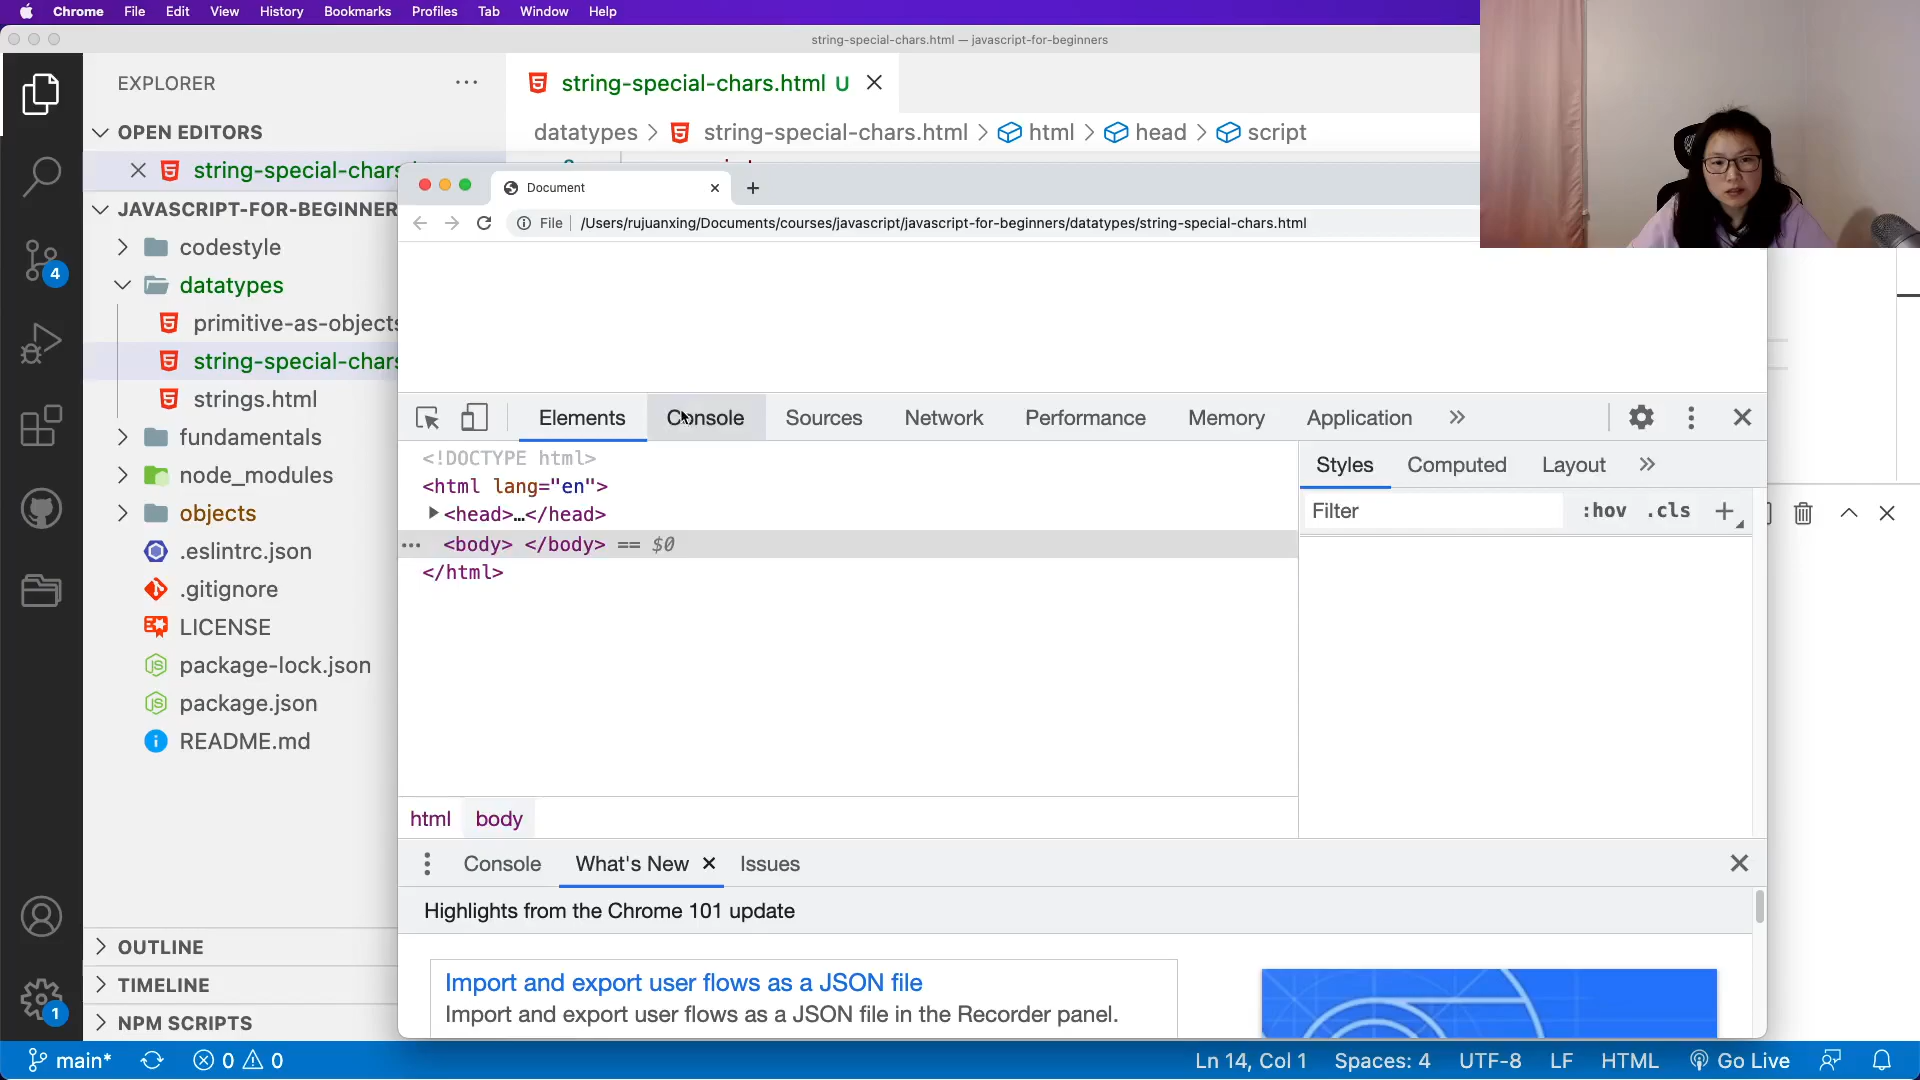 Chrome File Edit View History Bookmarks Profiles Tab Window Help
string-special-chars.html — javascript-for-beginners
EXPLORER
string-special-chars.html U
OPEN EDITORS
datatypes > string-special-chars.html > html > head > script
string-special-chars
Document
JAVASCRIPT-FOR-BEGINNER
File /Users/rujuanxing/Documents/courses/javascript/javascript-for-beginners/datatypes/string-special-chars.html
codestyle
4
datatypes
primitive-as-objects
string-special-chars
strings.html
fundamentals
node_modules
objects
.eslintrc.json
.gitignore
LICENSE
package-lock.json
package.json
README.md
Elements Console Sources Network Performance Memory Application
<!DOCTYPE html>
<html lang="en">
<head>…</head>
<body> </body> == $0
</html>
Styles Computed Layout
Filter :hov .cls
html body
Console What's New Issues
Highlights from the Chrome 101 update
Import and export user flows as a JSON file
Import and export user flows as a JSON file in the Recorder panel.
OUTLINE
TIMELINE
1
NPM SCRIPTS
main* 0 0 Ln 14, Col 1 Spaces: 4 UTF-8 LF HTML Go Live